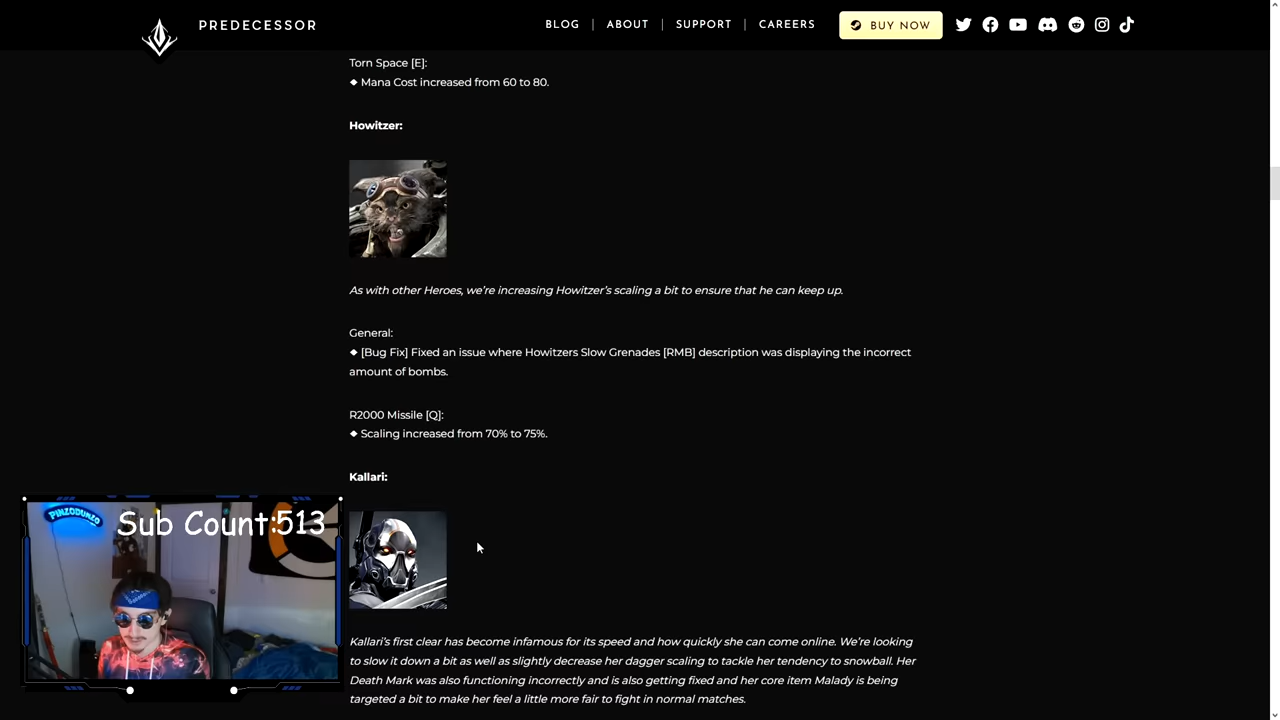 PREDECESSOR
BLOG | ABOUT | SUPPORT | CAREERS
BUY NOW
Torn Space [E]:
◆ Mana Cost increased from 60 to 80.
Howitzer:
As with other Heroes, we're increasing Howitzer's scaling a bit to ensure that he can keep up.
General:
◆ [Bug Fix] Fixed an issue where Howitzers Slow Grenades [RMB] description was displaying the incorrect
amount of bombs.
R2000 Missile [Q]:
◆ Scaling increased from 70% to 75%.
Kallari:
PINZODUNZO
Sub Count:513
Kallari's first clear has become infamous for its speed and how quickly she can come online. We're looking
to slow it down a bit as well as slightly decrease her dagger scaling to tackle her tendency to snowball. Her
Death Mark was also functioning incorrectly and is also getting fixed and her core item Malady is being
targeted a bit to make her feel a little more fair to fight in normal matches.